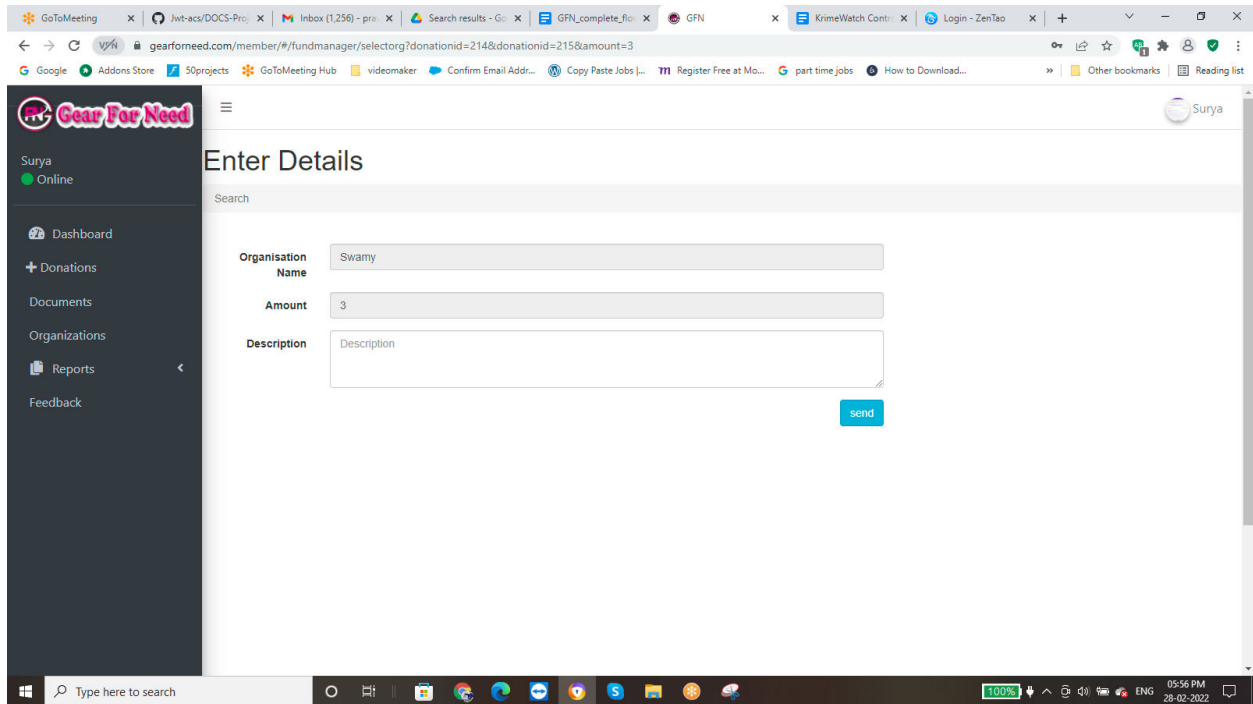 GoToMeeting
Jwt-acs/DOCS-Proj
Inbox (1,256) - pra
Search results - Go
GFN_complete_flo
GFN
KrimeWatch Contr
Login - ZenTao
gearforneed.com/member/#/fundmanager/selectorg?donationid=214&donationid=215&amount=3
Google
Addons Store
50projects
GoToMeeting Hub
videomaker
Confirm Email Addr...
Copy Paste Jobs |...
Register Free at Mo...
part time jobs
How to Download...
»
Other bookmarks
Reading list
Gear For Need
Surya
Surya
Online
Enter Details
Search
Dashboard
Donations
Documents
Organizations
Reports
Feedback
Organisation Name
Swamy
Amount
3
Description
Description
send
Type here to search
100%
ENG
05:56 PM
28-02-2022